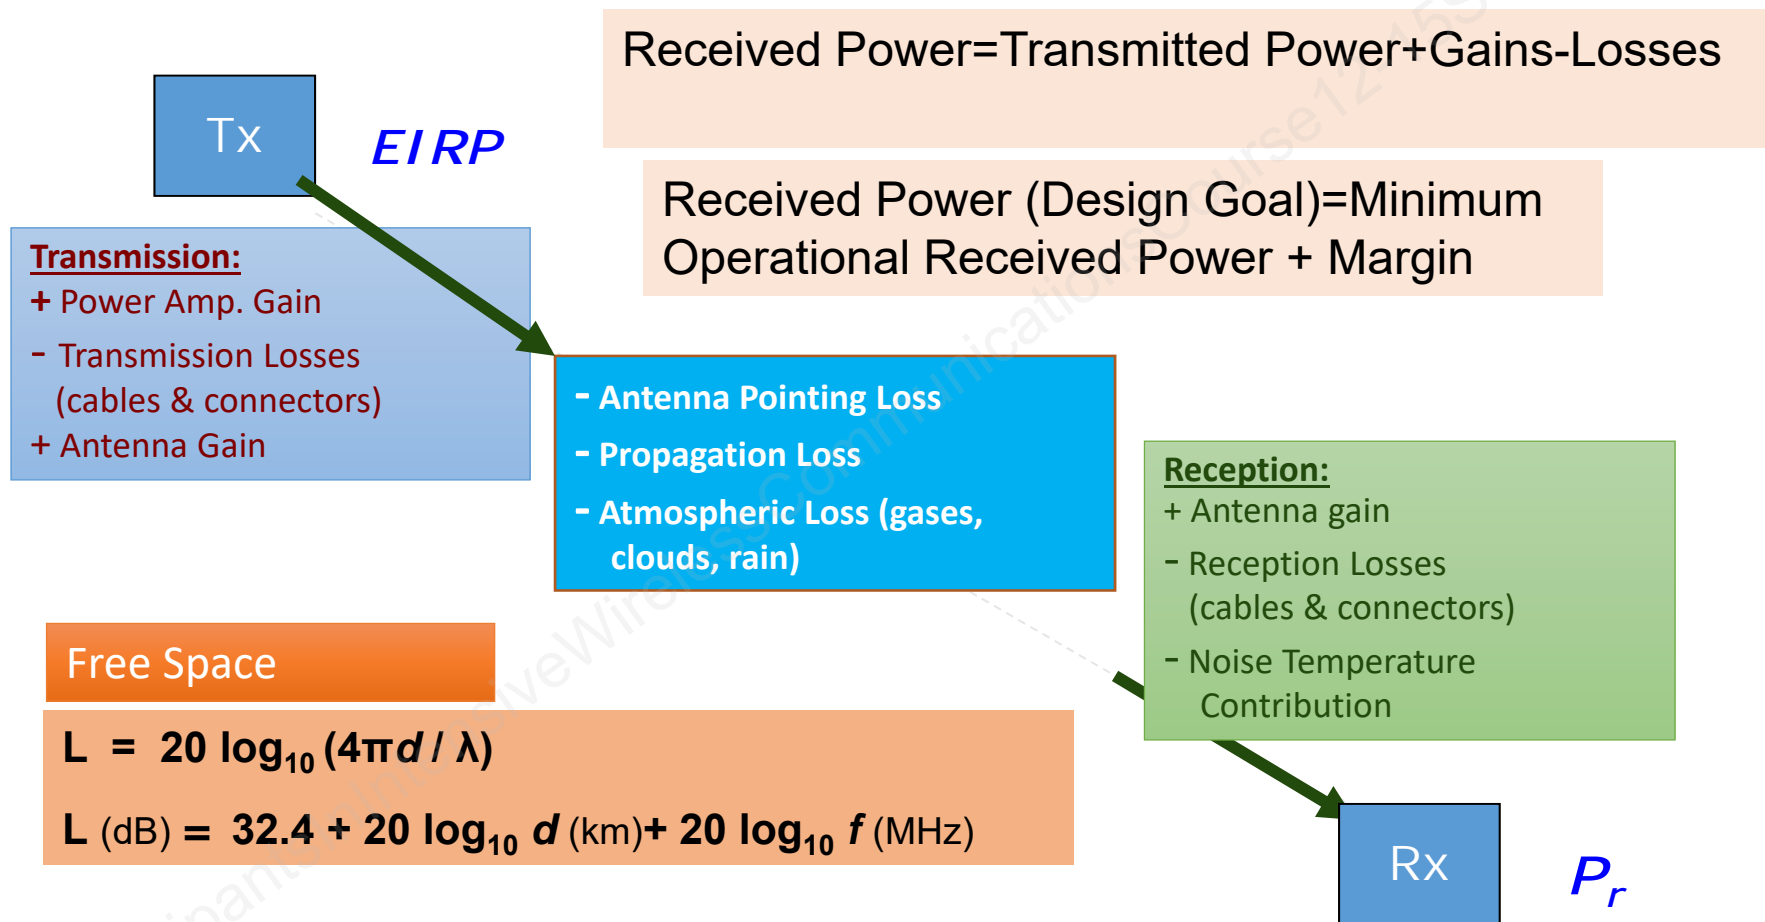 Received Power=Transmitted Power+Gains-Losses
Tx
EIRP
Received Power (Design Goal)=Minimum
Operational Received Power + Margin
Transmission:
+ Power Amp. Gain
- Transmission Losses
(cables & connectors)
+ Antenna Gain
- Antenna Pointing Loss
- Propagation Loss
- Atmospheric Loss (gases,
clouds, rain)
Reception:
+ Antenna gain
- Reception Losses
(cables & connectors)
- Noise Temperature
Contribution
Free Space
L = 20 log₁₀ (4πd / λ)
L (dB) = 32.4 + 20 log₁₀ d (km)+ 20 log₁₀ f (MHz)
Rx
Pᵣ